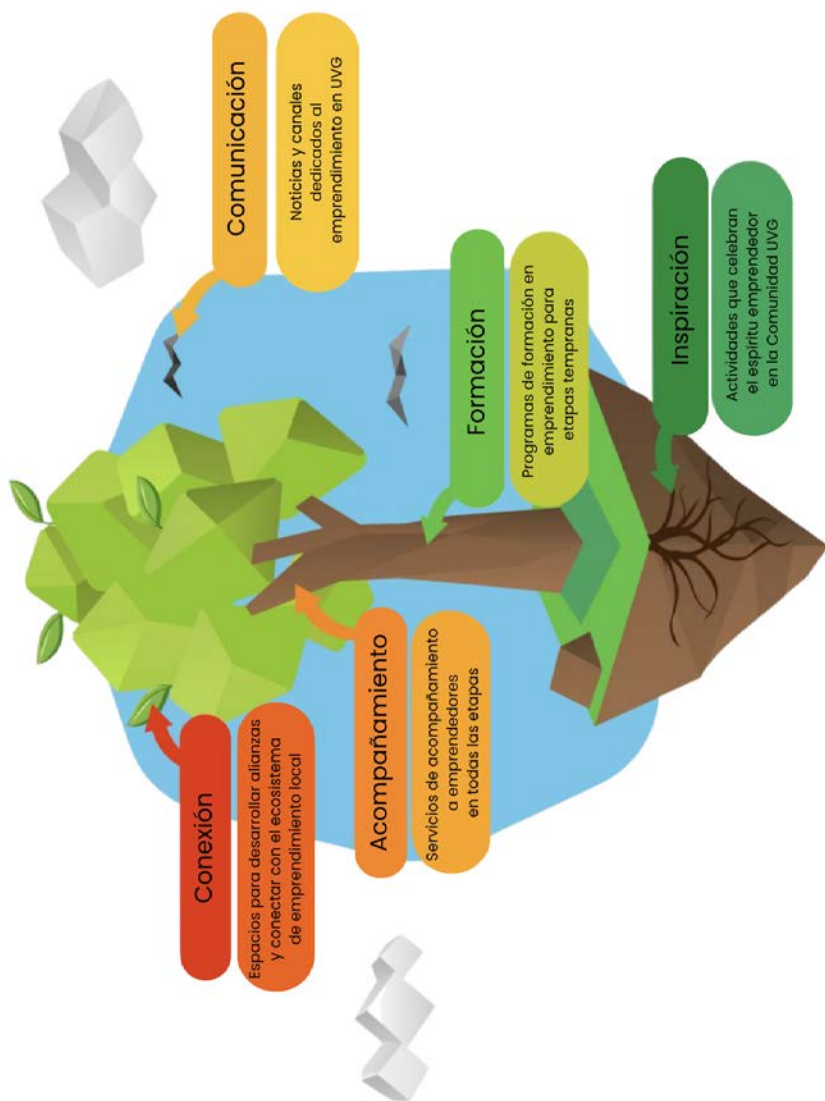 Comunicación
Noticias y canales
dedicados al
emprendimiento en UVG
Conexión
Espacios para desarrollar alianzas
y conectar con el ecosistema
de emprendimiento local
Acompañamiento
Servicios de acompañamiento
a emprendedores
en todas las etapas
Formación
Programas de formación en
emprendimiento para
etapas tempranas
Inspiración
Actividades que celebran
el espíritu emprendedor
en la Comunidad UVG